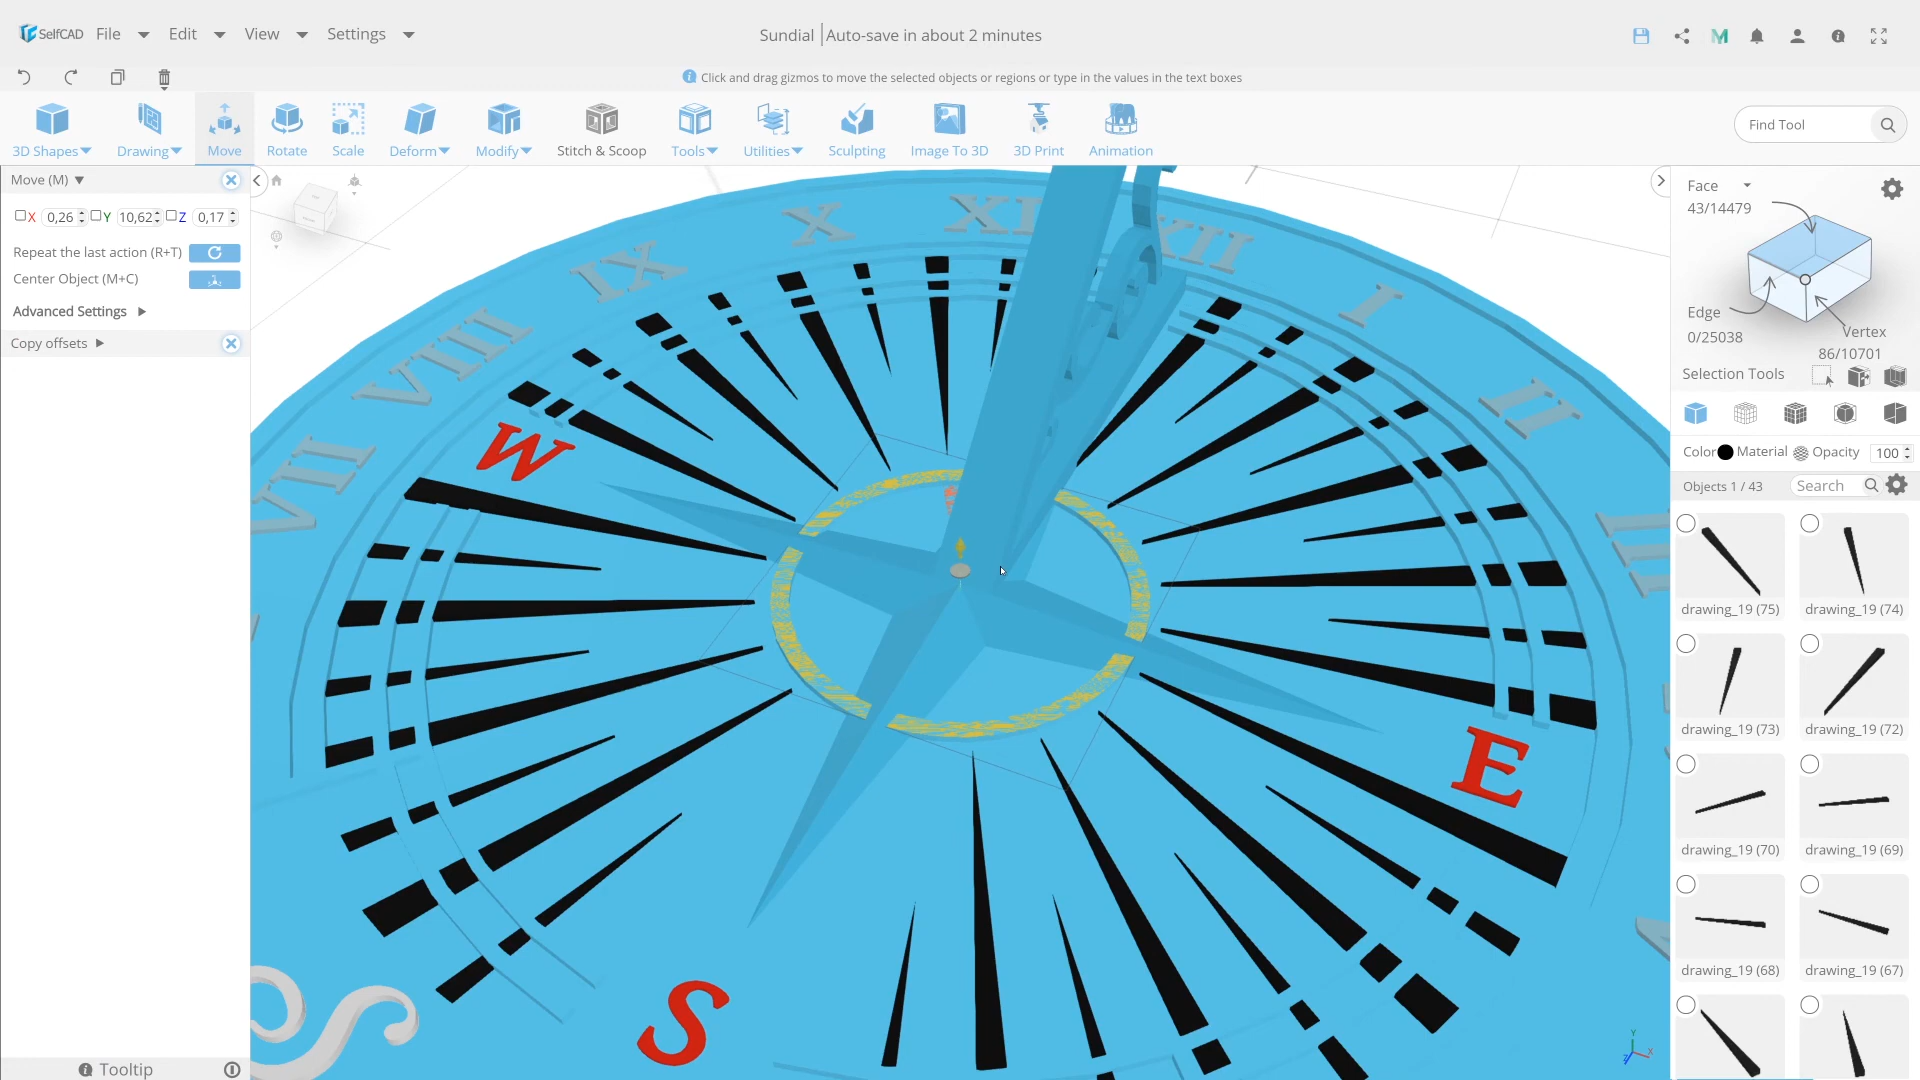 SelfCAD File Edit View Settings Sundial Auto-save in about 2 minutes
Click and drag gizmos to move the selected objects or regions or type in the values in the text boxes
3D Shapes Drawing Move Rotate Scale Deform Modify Stitch & Scoop Tools Utilities Sculpting Image To 3D 3D Print Animation
Find Tool
Move (M)
X 0,26 Y 10,62 Z 0,17
Repeat the last action (R+T)
Center Object (M+C)
Advanced Settings
Copy offsets
VII
VIII
IX
X
XII
I
II
W
E
S
Face
43/14479
Edge
0/25038
Vertex
86/10701
Selection Tools
Color Material Opacity 100
Objects 1 / 43 Search
drawing_19 (75) drawing_19 (74)
drawing_19 (73) drawing_19 (72)
drawing_19 (70) drawing_19 (69)
drawing_19 (68) drawing_19 (67)
Y
X
Z
Tooltip